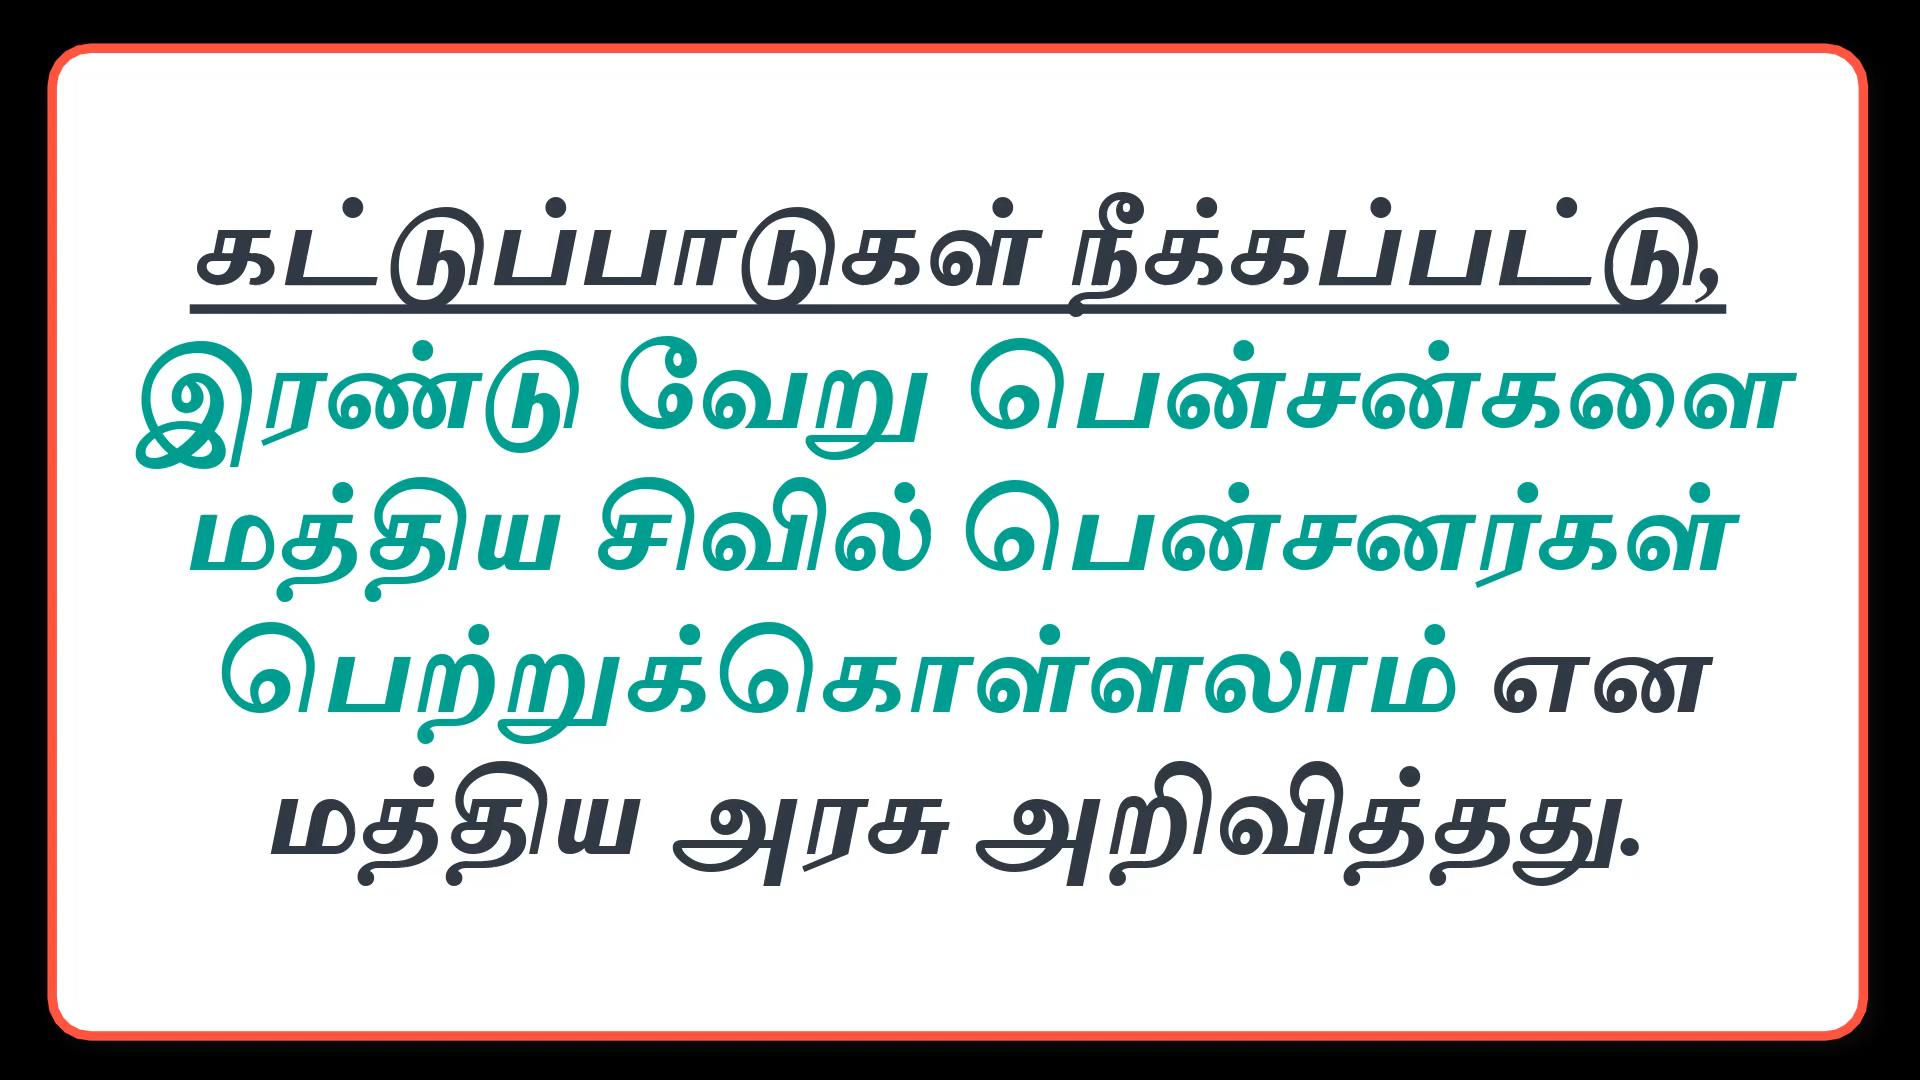 கட்டுப்பாடுகள் நீக்கப்பட்டு,
இரண்டு வேறு பென்சன்களை
மத்திய சிவில் பென்சனர்கள்
பெற்றுக்கொள்ளலாம் என
மத்திய அரசு அறிவித்தது.